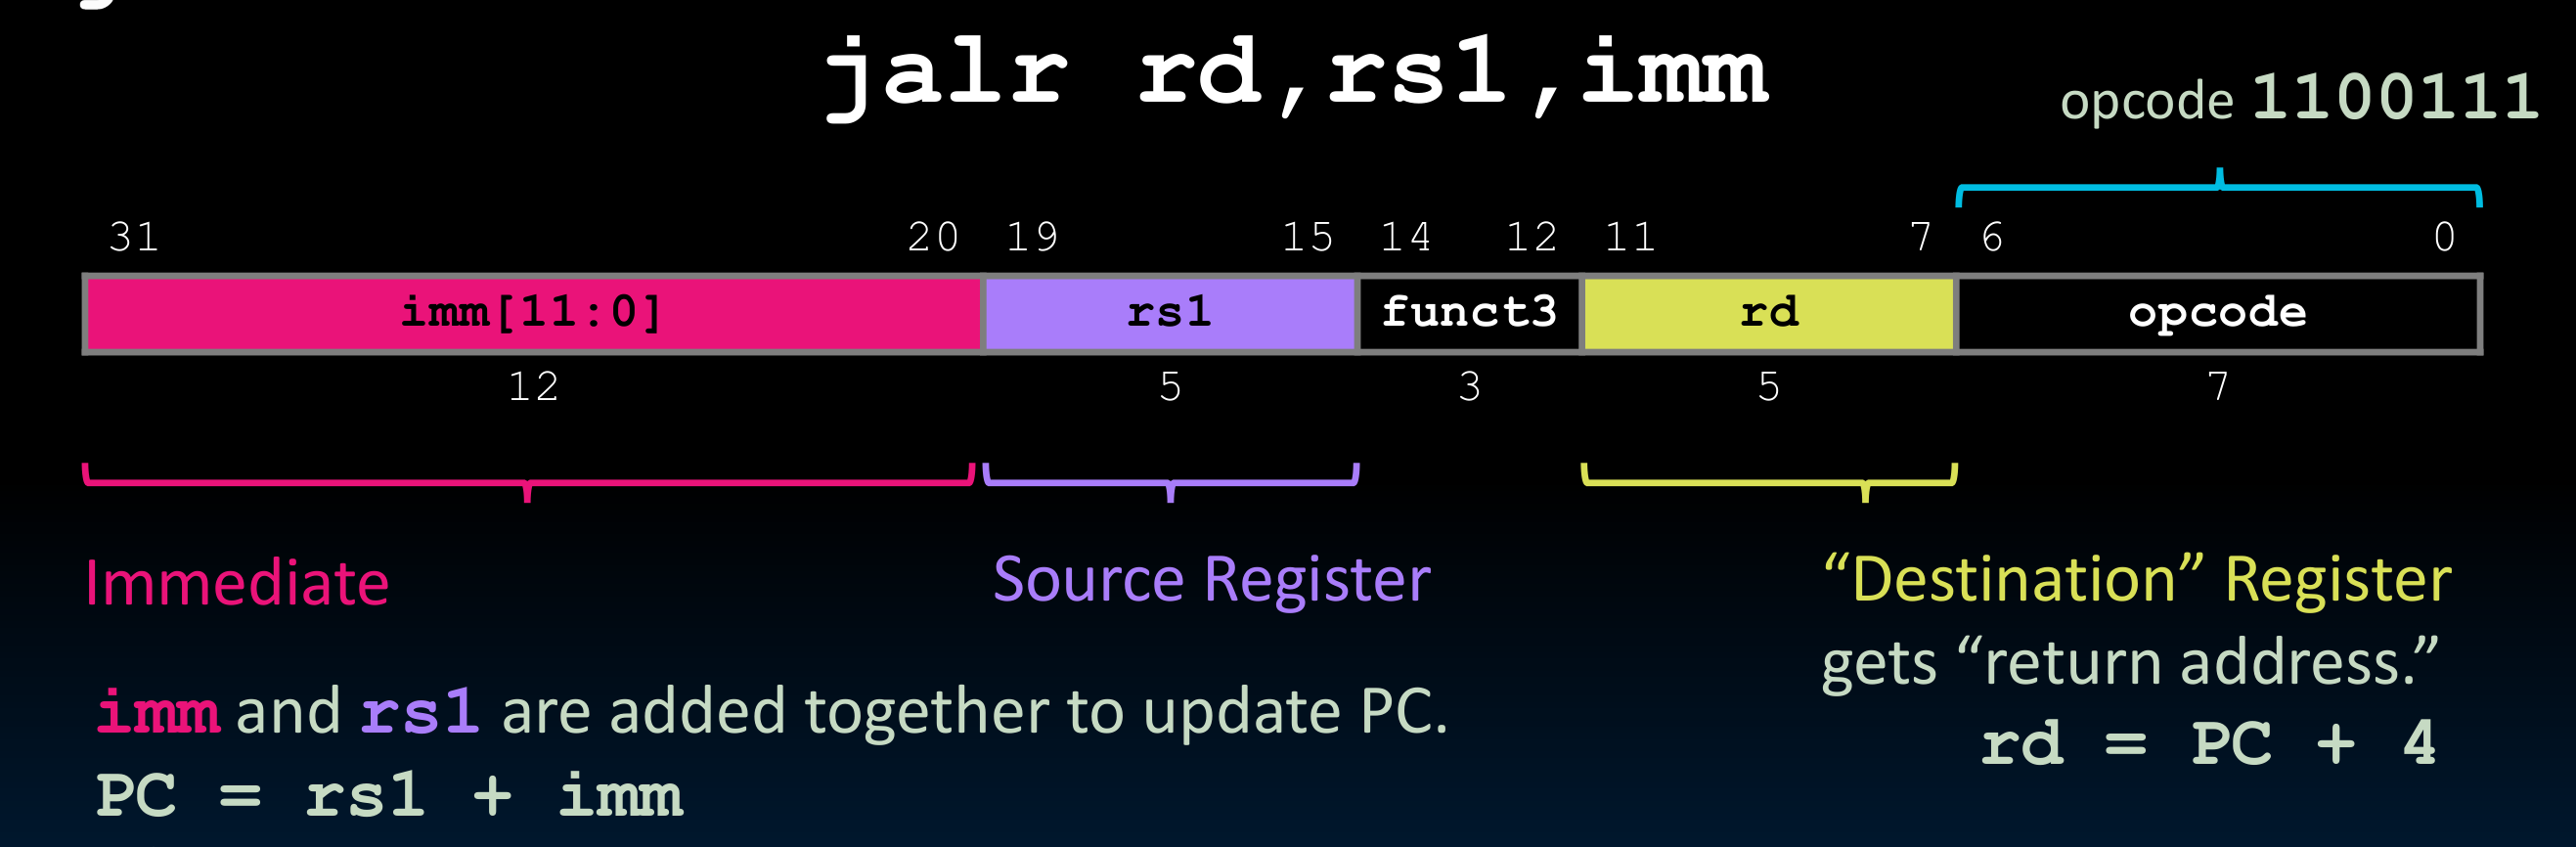 jalr rd,rs1,imm
opcode 1100111
31 20 19 15 14 12 11 7 6 0
imm[11:0] rs1 funct3 rd opcode
12 5 3 5 7
Immediate
Source Register
imm and rs1 are added together to update PC.
PC = rs1 + imm
“Destination” Register
gets “return address.”
rd = PC + 4